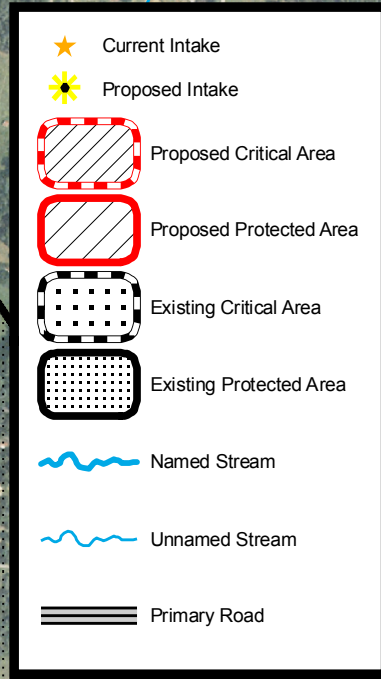 Current Intake
Proposed Intake
Proposed Critical Area
Proposed Protected Area
Existing Critical Area
Existing Protected Area
Named Stream
Unnamed Stream
Primary Road